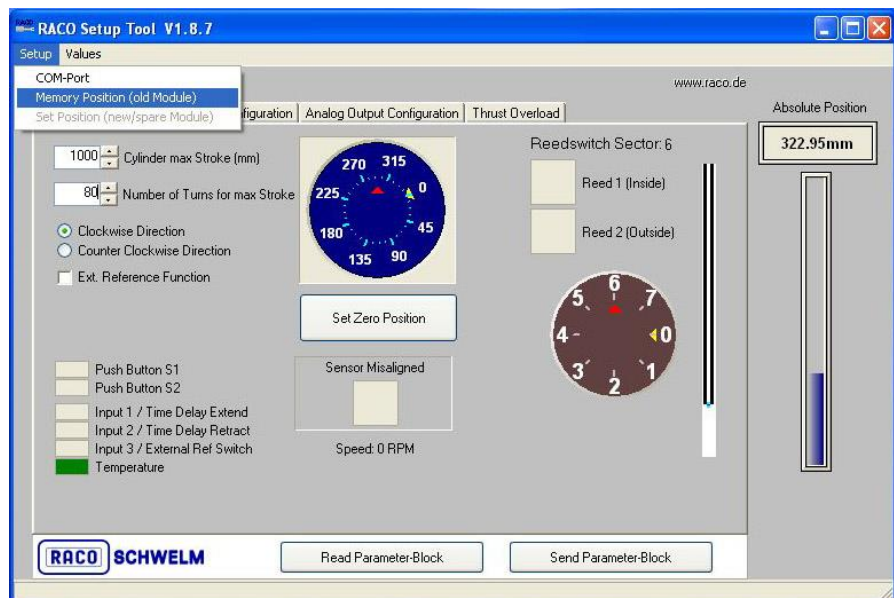 RACO Setup Tool V1.8.7
Setup Values
COM-Port
Memory Position (old Module)
Set Position (new/spare Module)
www.raco.de
Analog Output Configuration
Thrust Overload
Absolute Position
322.95mm
1000 Cylinder max Stroke (mm)
80 Number of Turns for max Stroke
Clockwise Direction
Counter Clockwise Direction
Ext. Reference Function
270 315
225 0
180 45
135 90
Set Zero Position
Reedswitch Sector: 6
Reed 1 (Inside)
Reed 2 (Outside)
5 6 7
4 0
3 2 1
Push Button S1
Push Button S2
Input 1 / Time Delay Extend
Input 2 / Time Delay Retract
Input 3 / External Ref Switch
Temperature
Sensor Misaligned
Speed: 0 RPM
RACO SCHWELM
Read Parameter-Block
Send Parameter-Block